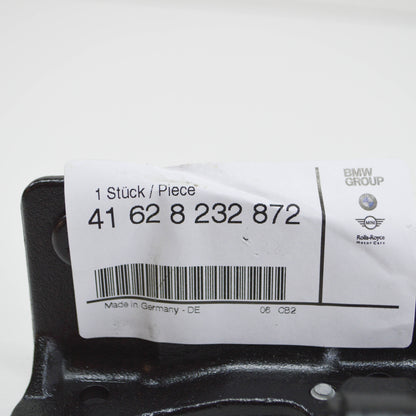 1 Stück / Piece
41 62 8 232 872
Made in Germany - DE 06 CB2
BMW
GROUP
MINI
Rolls-Royce
Motor Cars